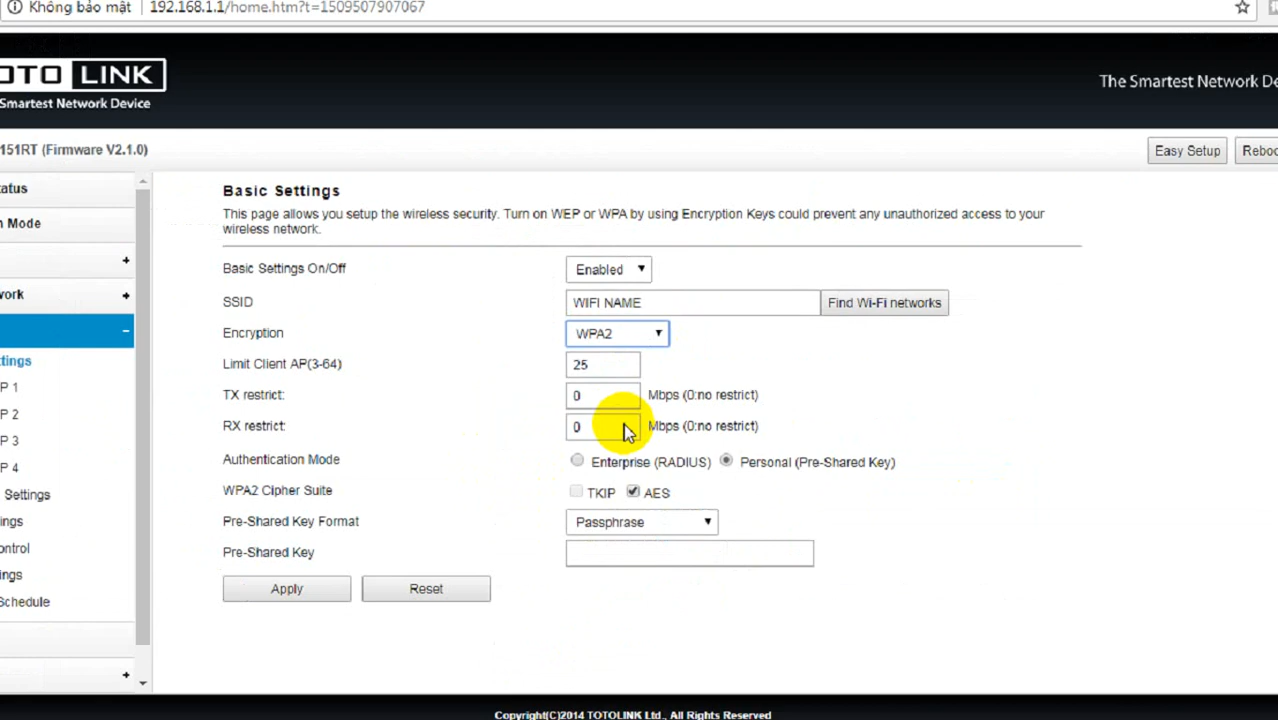 Không bảo mật 192.168.1.1/home.htm?t=1509507907067
OTO LINK
Smartest Network Device
The Smartest Network De
151RT (Firmware V2.1.0)
Easy Setup
Reboo
tatus
n Mode
+
work +
–
ttings
P 1
P 2
P 3
P 4
Settings
ings
ontrol
ings
Schedule
+
Basic Settings
This page allows you setup the wireless security. Turn on WEP or WPA by using Encryption Keys could prevent any unauthorized access to your
wireless network.
Basic Settings On/Off Enabled
SSID WIFI NAME Find Wi-Fi networks
Encryption WPA2
Limit Client AP(3-64) 25
TX restrict: 0 Mbps (0:no restrict)
RX restrict: 0 Mbps (0:no restrict)
Authentication Mode Enterprise (RADIUS) Personal (Pre-Shared Key)
WPA2 Cipher Suite TKIP AES
Pre-Shared Key Format Passphrase
Pre-Shared Key
Apply Reset
Copyright(C)2014 TOTOLINK Ltd., All Rights Reserved